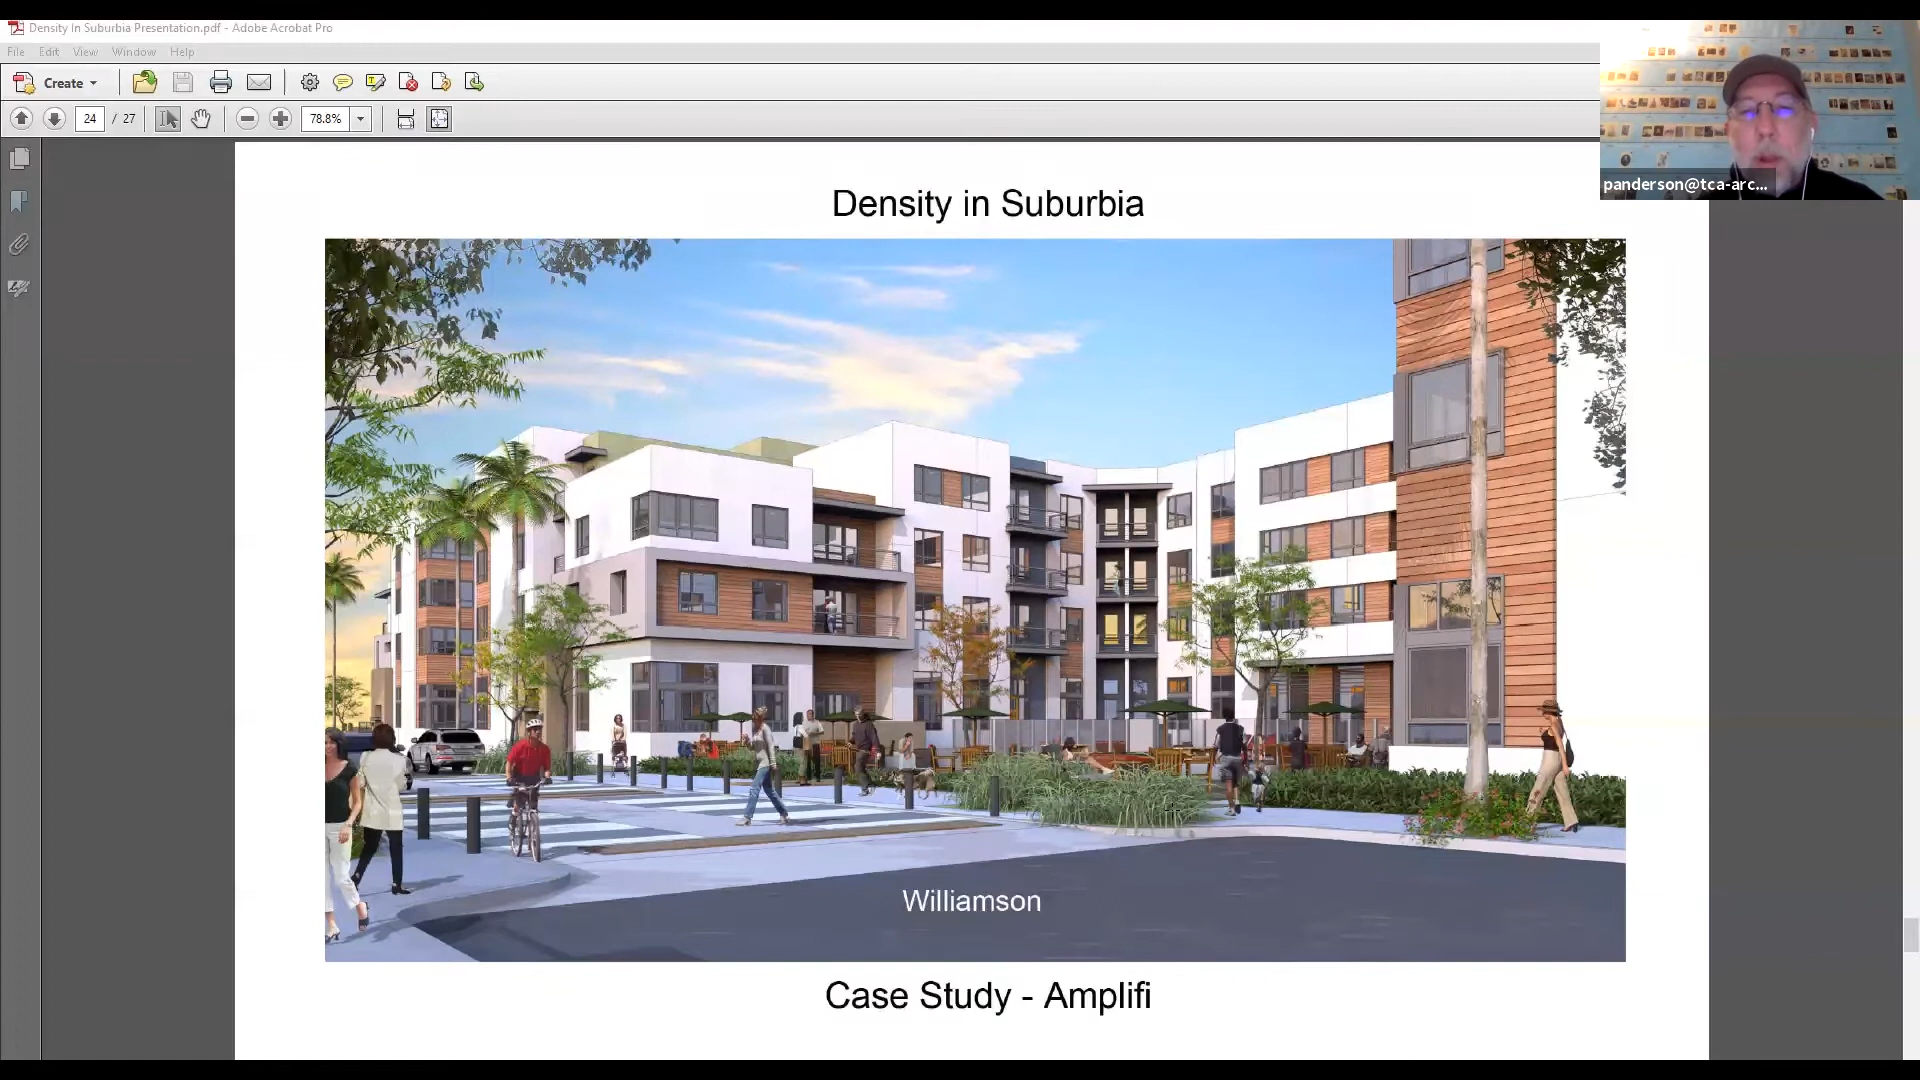 Density In Suburbia Presentation.pdf - Adobe Acrobat Pro
File Edit View Window Help
Create
24 / 27
78.8%
panderson@tca-arc...
Density in Suburbia
Williamson
Case Study - Amplifi